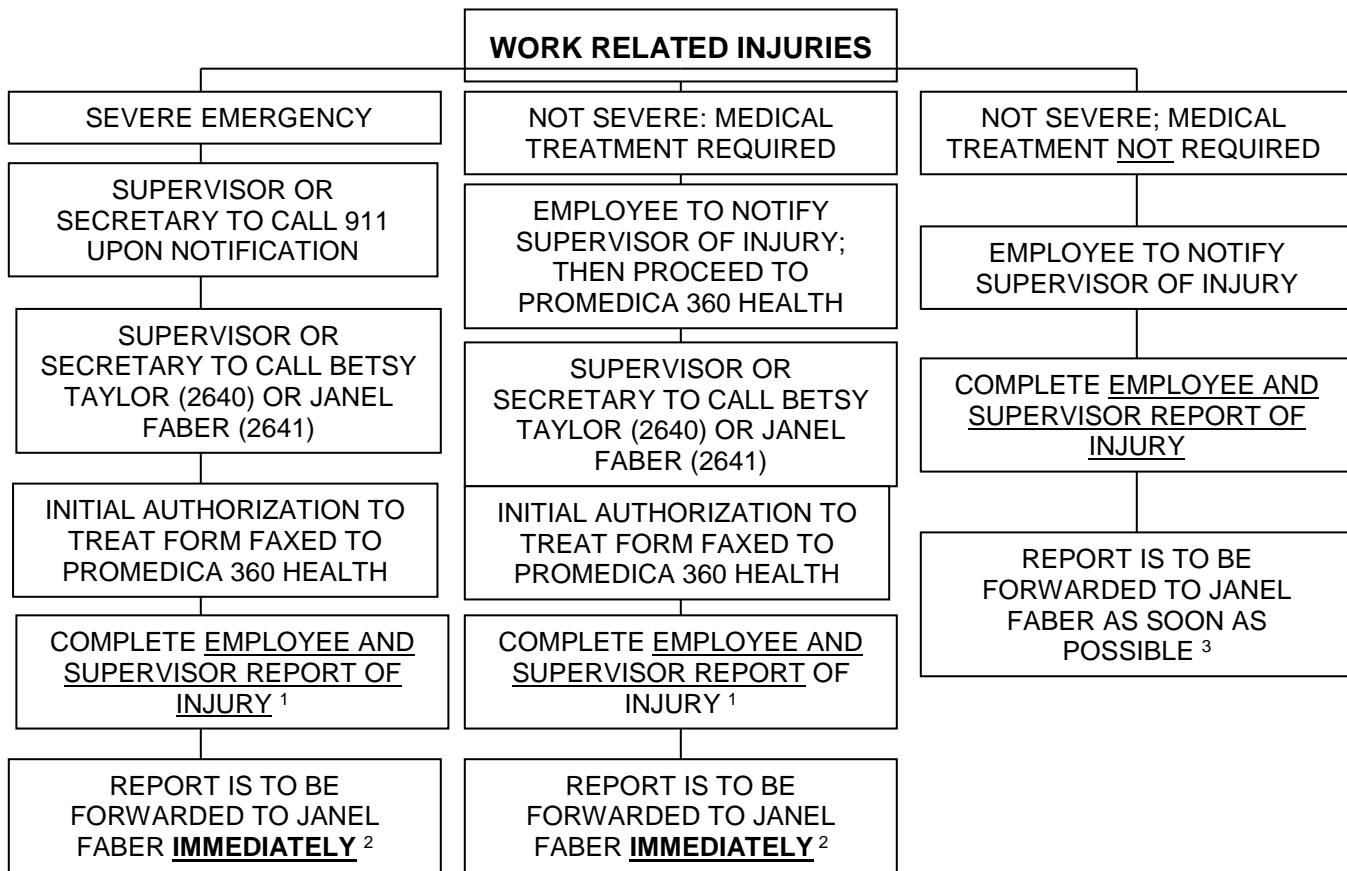 WORK RELATED INJURIES
SEVERE EMERGENCY
SUPERVISOR OR
SECRETARY TO CALL 911
UPON NOTIFICATION
SUPERVISOR OR
SECRETARY TO CALL BETSY
TAYLOR (2640) OR JANEL
FABER (2641)
INITIAL AUTHORIZATION TO
TREAT FORM FAXED TO
PROMEDICA 360 HEALTH
COMPLETE EMPLOYEE AND
SUPERVISOR REPORT OF
INJURY ¹
REPORT IS TO BE
FORWARDED TO JANEL
FABER IMMEDIATELY ²
NOT SEVERE: MEDICAL
TREATMENT REQUIRED
EMPLOYEE TO NOTIFY
SUPERVISOR OF INJURY;
THEN PROCEED TO
PROMEDICA 360 HEALTH
SUPERVISOR OR
SECRETARY TO CALL BETSY
TAYLOR (2640) OR JANEL
FABER (2641)
INITIAL AUTHORIZATION TO
TREAT FORM FAXED TO
PROMEDICA 360 HEALTH
COMPLETE EMPLOYEE AND
SUPERVISOR REPORT OF
INJURY ¹
REPORT IS TO BE
FORWARDED TO JANEL
FABER IMMEDIATELY ²
NOT SEVERE; MEDICAL
TREATMENT NOT REQUIRED
EMPLOYEE TO NOTIFY
SUPERVISOR OF INJURY
COMPLETE EMPLOYEE AND
SUPERVISOR REPORT OF
INJURY
REPORT IS TO BE
FORWARDED TO JANEL
FABER AS SOON AS
POSSIBLE ³